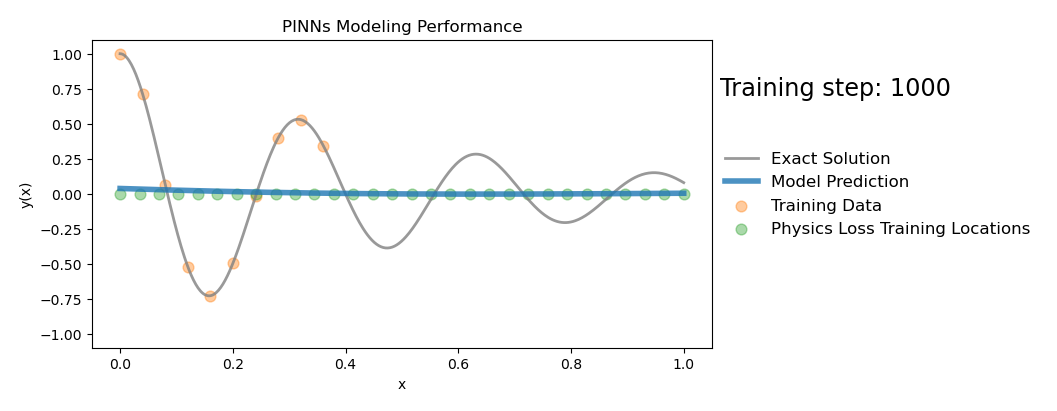 PINNs Modeling Performance
1.00
0.75
0.50
0.25
0.00
−0.25
−0.50
−0.75
−1.00
y(x)
0.0 0.2 0.4 0.6 0.8 1.0
x
Training step: 1000
Exact Solution
Model Prediction
Training Data
Physics Loss Training Locations